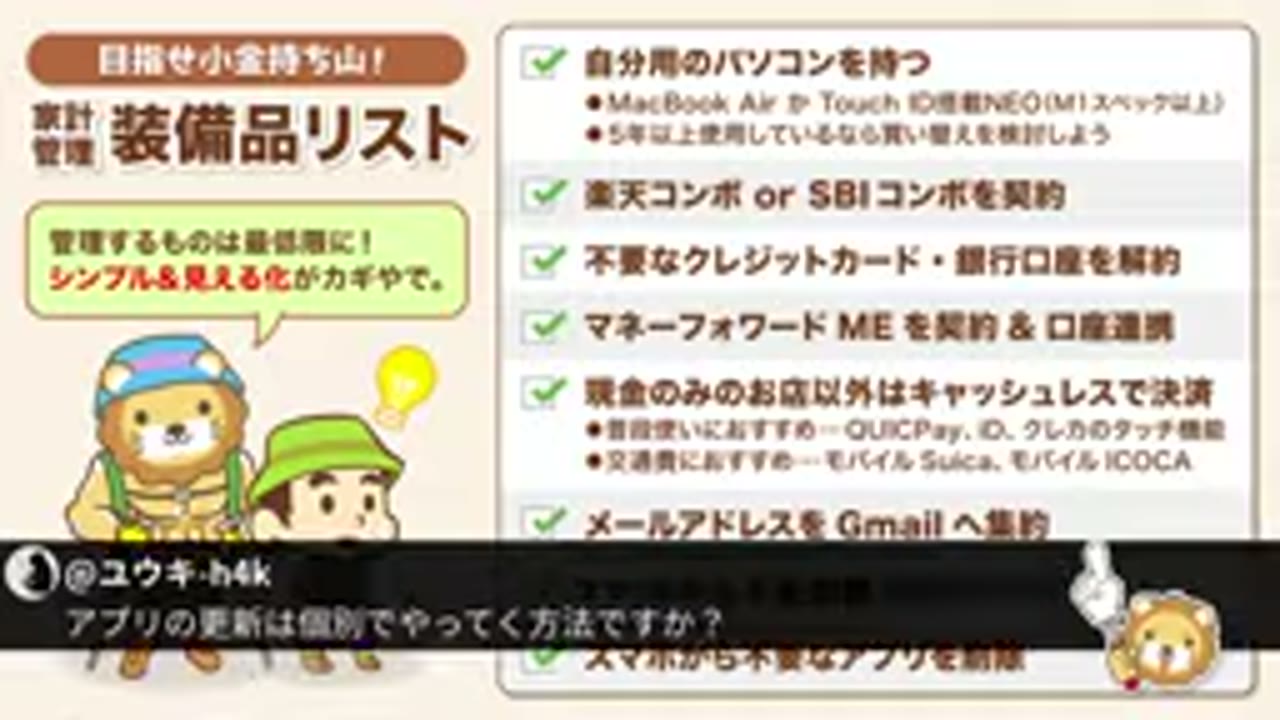 目指せ小金持ち山！
家計
管理
装備品リスト
管理するものは最低限に！
シンプル&見える化がカギやで。
自分用のパソコンを持つ
●MacBook Air か Touch ID搭載NEO（M1スペック以上）
●5年以上使用しているなら買い替えを検討しよう
楽天コンボ or SBIコンボを契約
不要なクレジットカード・銀行口座を解約
マネーフォワード ME を契約 & 口座連携
現金のみのお店以外はキャッシュレスで決済
●普段使いにおすすめ…QUICPay、iD、クレカのタッチ機能
●交通費におすすめ…モバイル Suica、モバイル ICOCA
メールアドレスを Gmail へ集約
スマホから不要なアプリを削除
@ユウキ-h4k
アプリの更新は個別でやってく方法ですか？